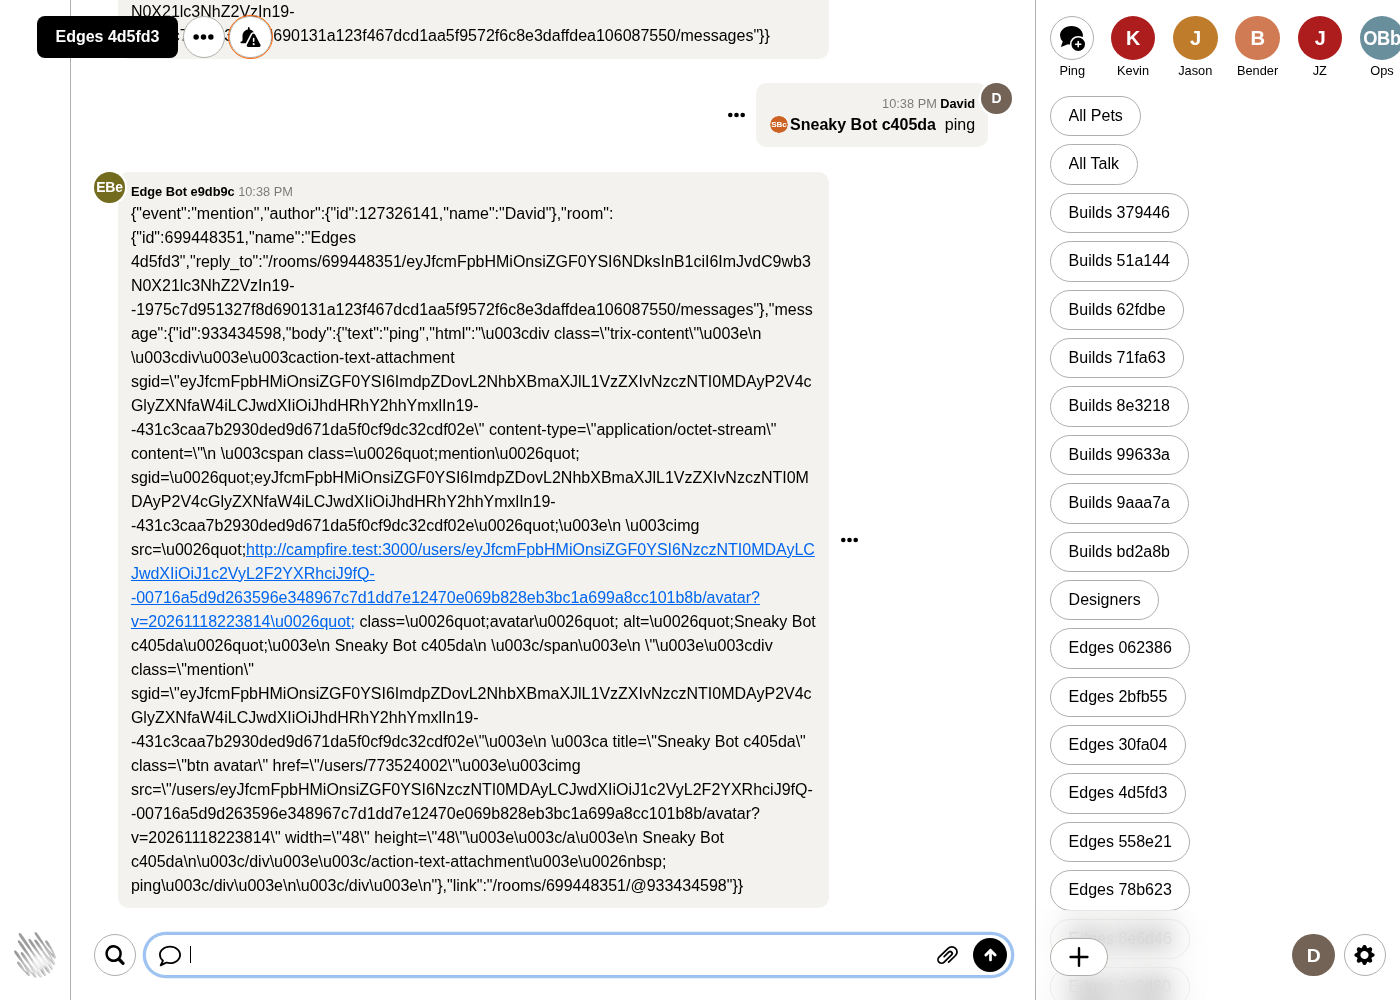 N0X21lc3NhZ2VzIn19-
Edges 4d5fd3
690131a123f467dcd1aa5f9572f6c8e3daffdea106087550/messages"}}
10:38 PM David
D
SBc Sneaky Bot c405da ping
EBe
Edge Bot e9db9c 10:38 PM
{"event":"mention","author":{"id":127326141,"name":"David"},"room":
{"id":699448351,"name":"Edges
4d5fd3","reply_to":"/rooms/699448351/eyJfcmFpbHMiOnsiZGF0YSI6NDksInB1ciI6ImJvdC9wb3
N0X21lc3NhZ2VzIn19-
-1975c7d951327f8d690131a123f467dcd1aa5f9572f6c8e3daffdea106087550/messages"},"mess
age":{"id":933434598,"body":{"text":"ping","html":"\u003cdiv class=\"trix-content\"\u003e\n
\u003cdiv\u003e\u003caction-text-attachment
sgid=\"eyJfcmFpbHMiOnsiZGF0YSI6ImdpZDovL2NhbXBmaXJlL1VzZXIvNzczNTI0MDAyP2V4c
GlyZXNfaW4iLCJwdXIiOiJhdHRhY2hhYmxlIn19-
-431c3caa7b2930ded9d671da5f0cf9dc32cdf02e\" content-type=\"application/octet-stream\"
content=\"\n \u003cspan class=\u0026quot;mention\u0026quot;
sgid=\u0026quot;eyJfcmFpbHMiOnsiZGF0YSI6ImdpZDovL2NhbXBmaXJlL1VzZXIvNzczNTI0M
DAyP2V4cGlyZXNfaW4iLCJwdXIiOiJhdHRhY2hhYmxlIn19-
-431c3caa7b2930ded9d671da5f0cf9dc32cdf02e\u0026quot;\u003e\n \u003cimg
src=\u0026quot;http://campfire.test:3000/users/eyJfcmFpbHMiOnsiZGF0YSI6NzczNTI0MDAyLC
JwdXIiOiJ1c2VyL2F2YXRhciJ9fQ-
-00716a5d9d263596e348967c7d1dd7e12470e069b828eb3bc1a699a8cc101b8b/avatar?
v=20261118223814\u0026quot; class=\u0026quot;avatar\u0026quot; alt=\u0026quot;Sneaky Bot
c405da\u0026quot;\u003e\n Sneaky Bot c405da\n \u003c/span\u003e\n \"\u003e\u003cdiv
class=\"mention\"
sgid=\"eyJfcmFpbHMiOnsiZGF0YSI6ImdpZDovL2NhbXBmaXJlL1VzZXIvNzczNTI0MDAyP2V4c
GlyZXNfaW4iLCJwdXIiOiJhdHRhY2hhYmxlIn19-
-431c3caa7b2930ded9d671da5f0cf9dc32cdf02e\"\u003e\n \u003ca title=\"Sneaky Bot c405da\"
class=\"btn avatar\" href=\"/users/773524002\"\u003e\u003cimg
src=\"/users/eyJfcmFpbHMiOnsiZGF0YSI6NzczNTI0MDAyLCJwdXIiOiJ1c2VyL2F2YXRhciJ9fQ-
-00716a5d9d263596e348967c7d1dd7e12470e069b828eb3bc1a699a8cc101b8b/avatar?
v=20261118223814\" width=\"48\" height=\"48\"\u003e\u003c/a\u003e\n Sneaky Bot
c405da\n\u003c/div\u003e\u003c/action-text-attachment\u003e\u0026nbsp;
ping\u003c/div\u003e\n\u003c/div\u003e\n"},"link":"/rooms/699448351/@933434598"}}
K J B J OBb
Ping Kevin Jason Bender JZ Ops
All Pets
All Talk
Builds 379446
Builds 51a144
Builds 62fdbe
Builds 71fa63
Builds 8e3218
Builds 99633a
Builds 9aaa7a
Builds bd2a8b
Designers
Edges 062386
Edges 2bfb55
Edges 30fa04
Edges 4d5fd3
Edges 558e21
Edges 78b623
D